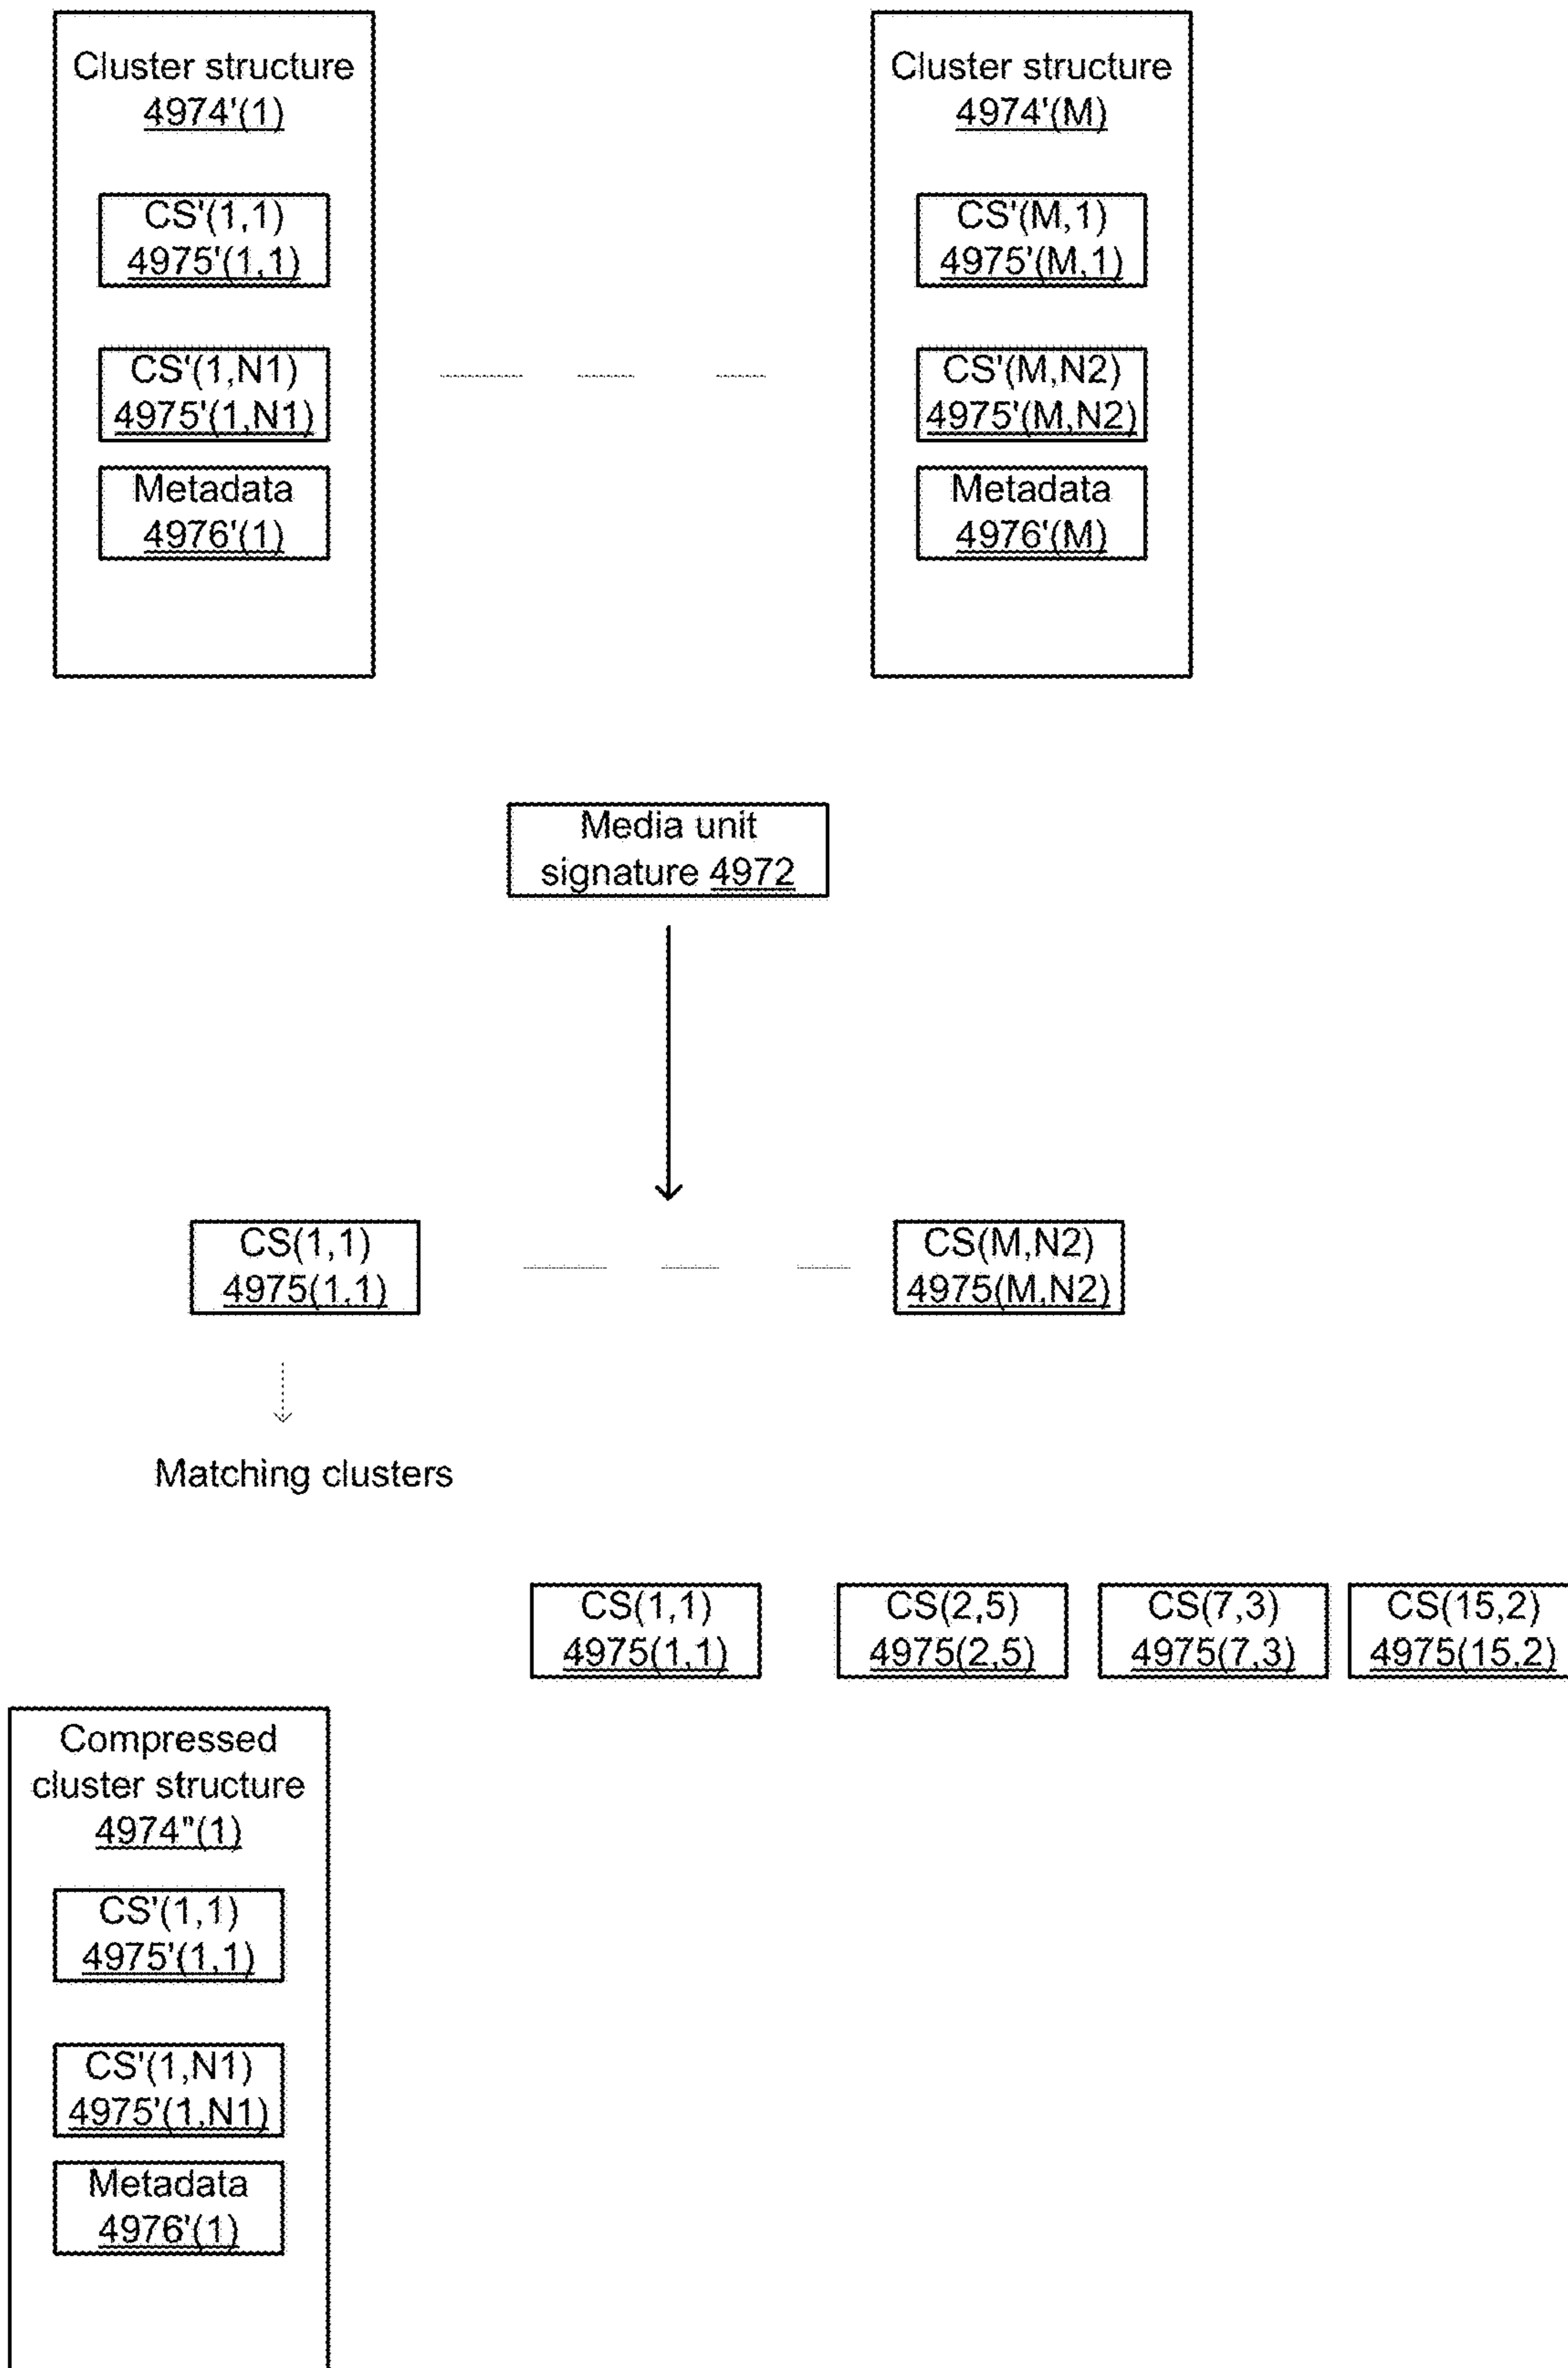 Cluster structure
4974'(1)
CS'(1,1)
4975'(1,1)
CS'(1,N1)
4975'(1,N1)
Metadata
4976'(1)
Cluster structure
4974'(M)
CS'(M,1)
4975'(M,1)
CS'(M,N2)
4975'(M,N2)
Metadata
4976'(M)
Media unit
signature 4972
CS(1,1)
4975(1,1)
CS(M,N2)
4975(M,N2)
Matching clusters
CS(1,1)
4975(1,1)
CS(2,5)
4975(2,5)
CS(7,3)
4975(7,3)
CS(15,2)
4975(15,2)
Compressed
cluster structure
4974"(1)
CS'(1,1)
4975'(1,1)
CS'(1,N1)
4975'(1,N1)
Metadata
4976'(1)